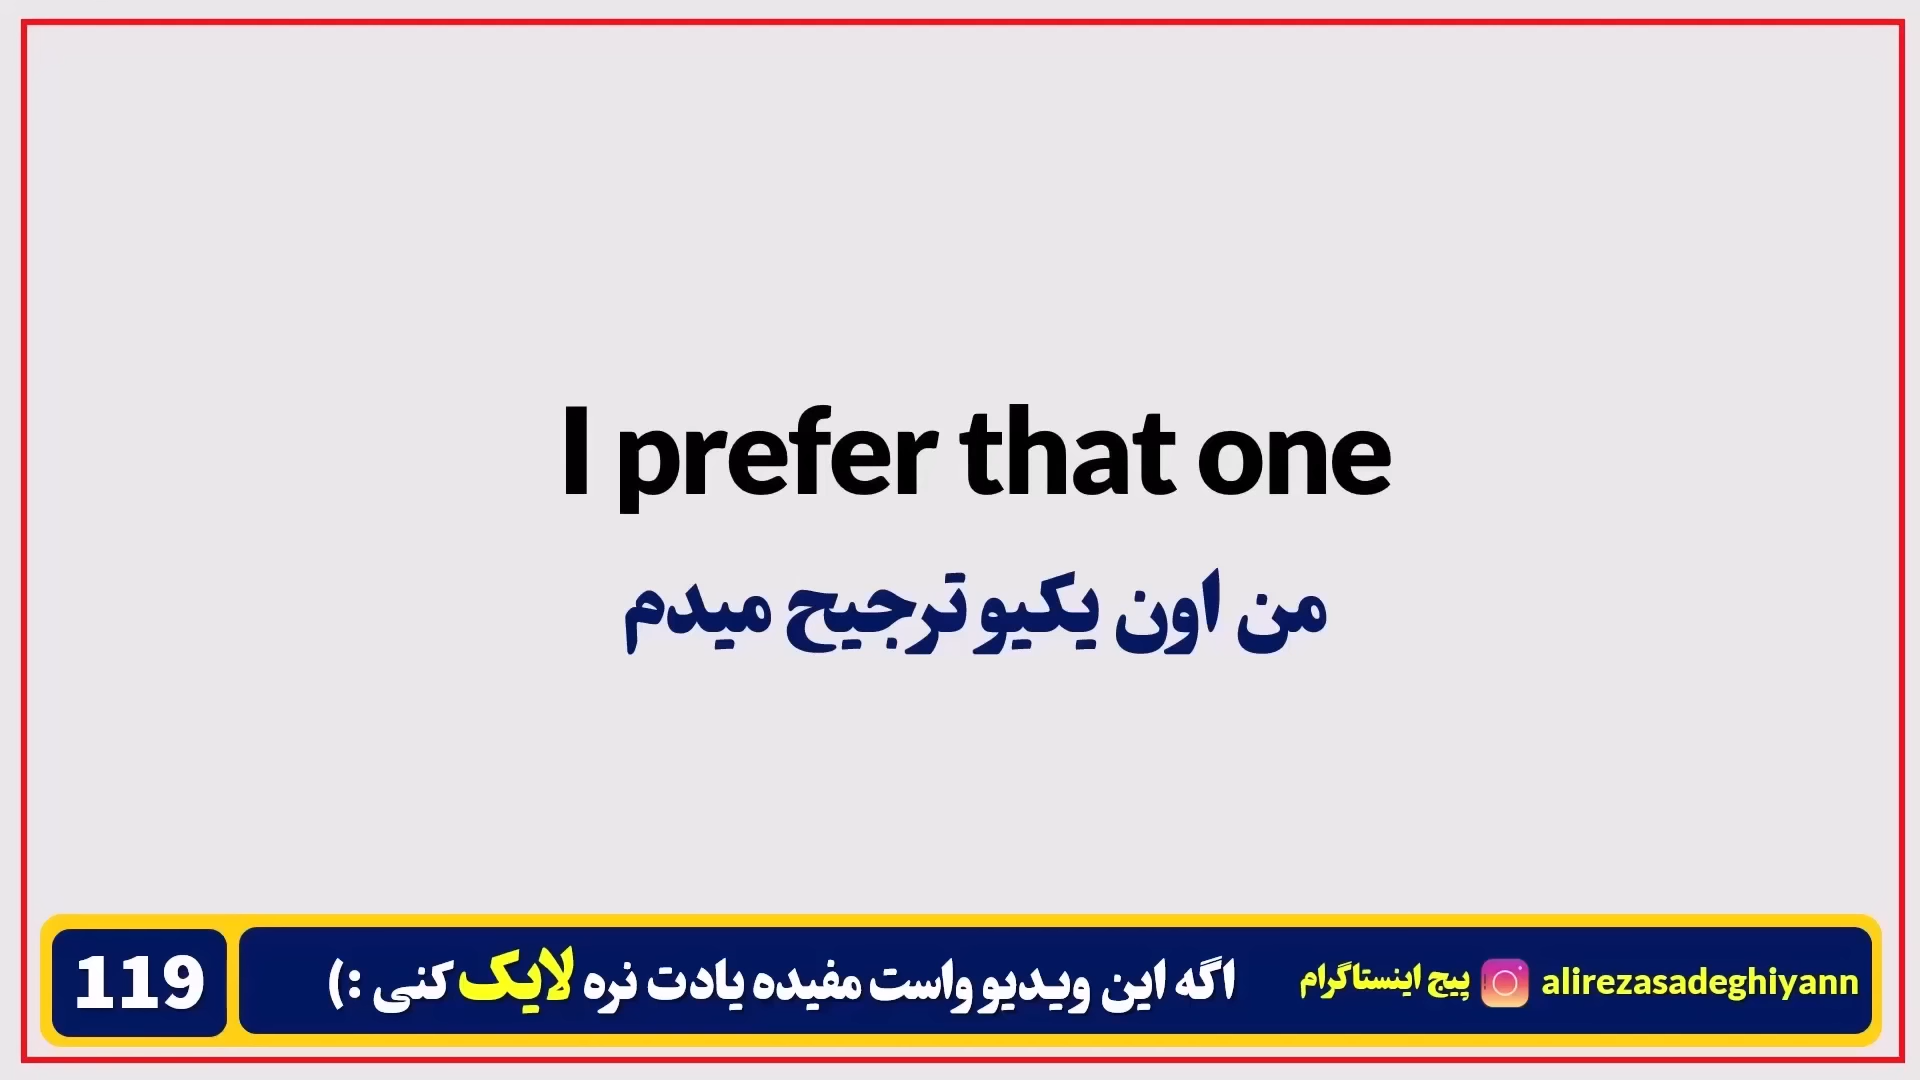 I prefer that one
من اون یکیو ترجیح میدم
119
اگه این ویدیو واست مفیده یادت نره لایک کنی :)
پیج اینستاگرام
alirezasadeghiyann